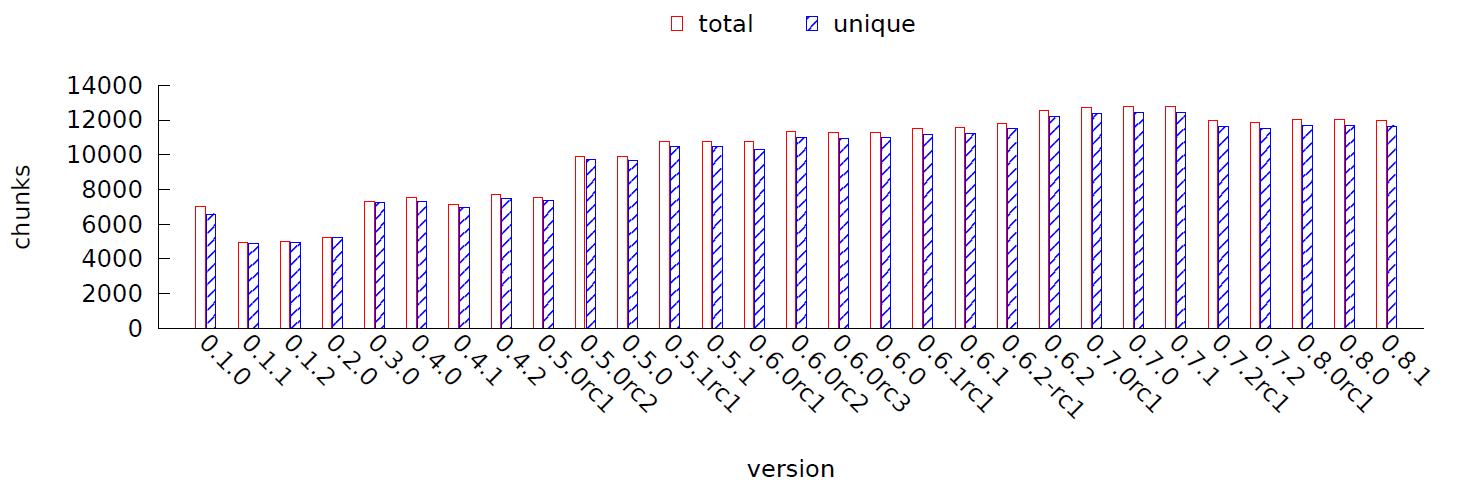 total unique
14000
12000
10000
8000
6000
4000
2000
0
chunks
0.1.0
0.1.1
0.1.2
0.2.0
0.3.0
0.4.0
0.4.1
0.4.2
0.5.0rc1
0.5.0rc2
0.5.0
0.5.1rc1
0.5.1
0.6.0rc1
0.6.0rc2
0.6.0rc3
0.6.0
0.6.1rc1
0.6.1
0.6.2-rc1
0.6.2
0.7.0rc1
0.7.0
0.7.1
0.7.2rc1
0.7.2
0.8.0rc1
0.8.0
0.8.1
version